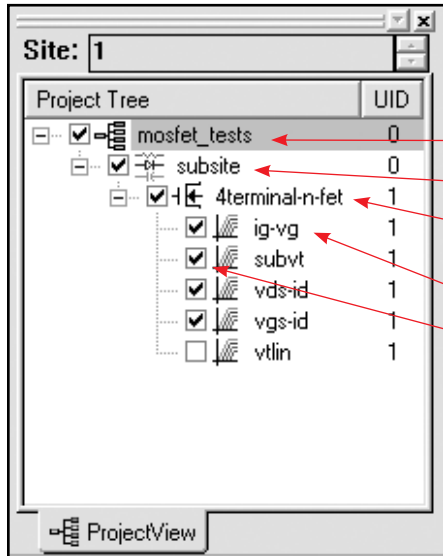 Site: 1
Project Tree UID
mosfet_tests 0
subsite 0
4terminal-n-fet 1
ig-vg 1
subvt 1
vds-id 1
vgs-id 1
vtlin 1
ProjectView